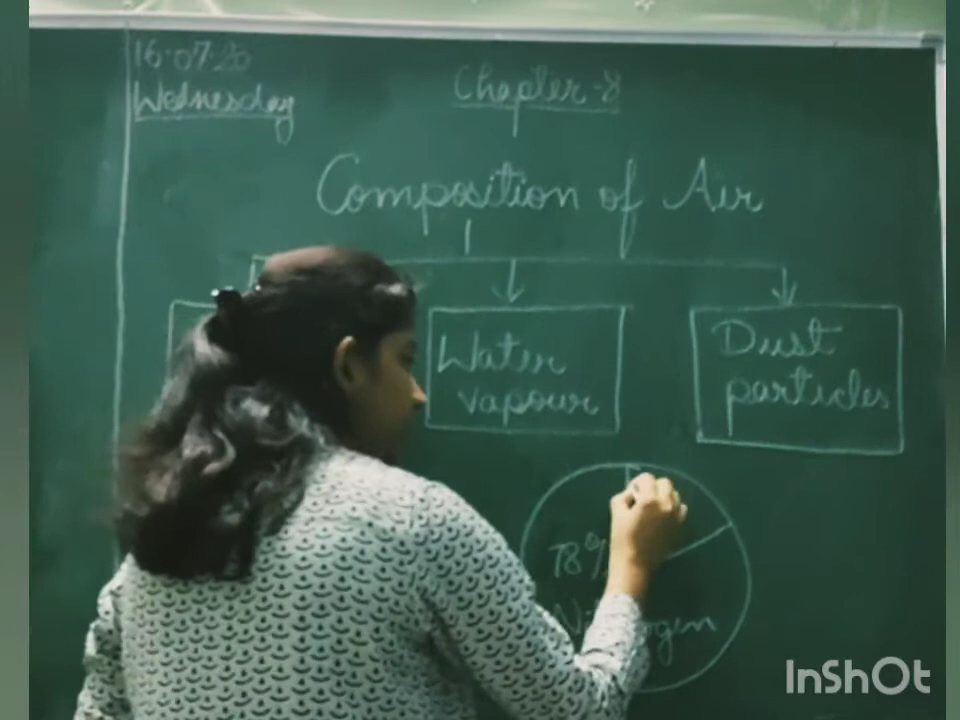 16.07.20
Wednesday
Chapter-8
Composition of Air
Water
vapour
Dust
particles
78%
InShOt